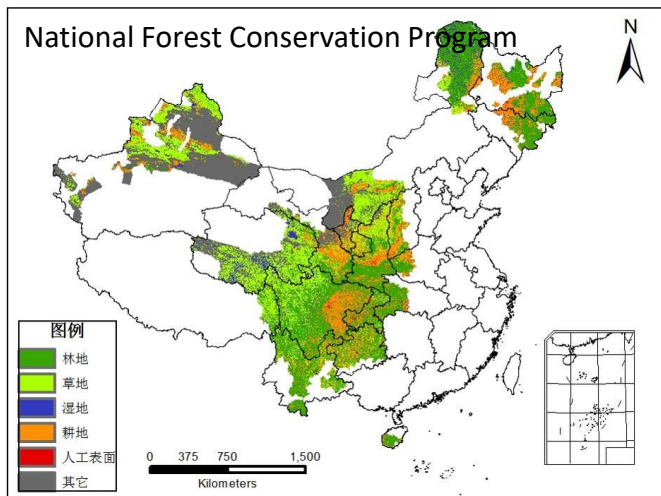 National Forest Conservation Program
N
图例
林地
草地
湿地
耕地
人工表面
其它
0 375 750 1,500
Kilometers